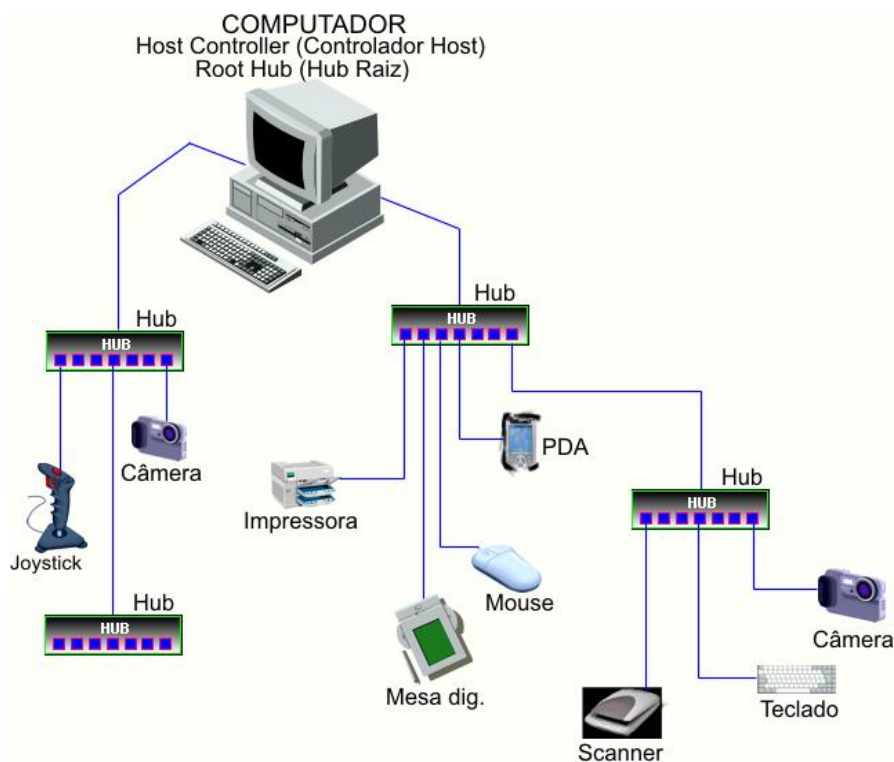 COMPUTADOR
Host Controller (Controlador Host)
Root Hub (Hub Raiz)
Hub
HUB
Hub
HUB
Câmera
Joystick
Hub
HUB
Impressora
PDA
Mouse
Mesa dig.
Hub
HUB
Câmera
Teclado
Scanner